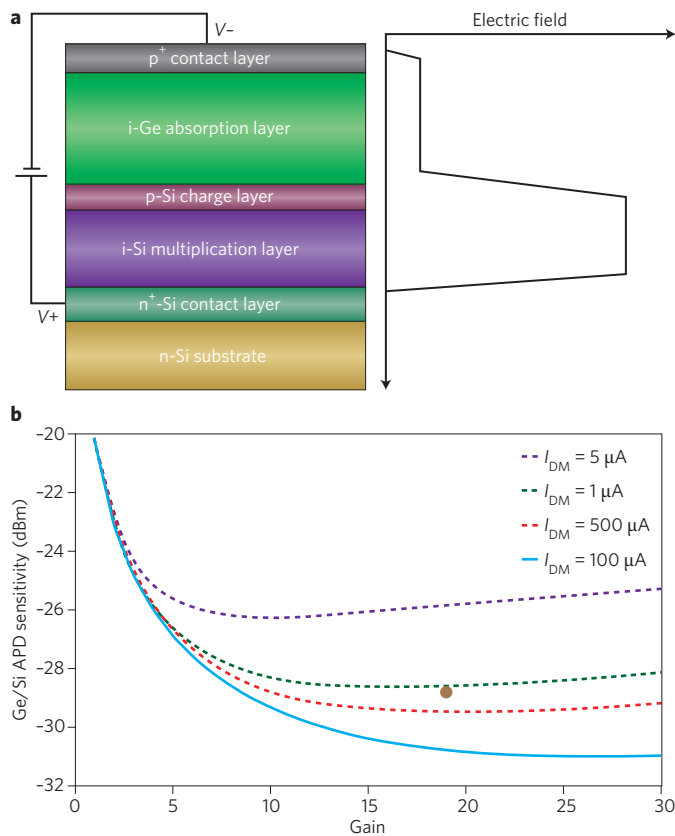 a
V–
Electric field
p+ contact layer
i-Ge absorption layer
p-Si charge layer
i-Si multiplication layer
n+-Si contact layer
V+
n-Si substrate
b
–20
–22
–24
–26
–28
–30
–32
Ge/Si APD sensitivity (dBm)
IDM = 5 μA
IDM = 1 μA
IDM = 500 μA
IDM = 100 μA
0 5 10 15 20 25 30
Gain